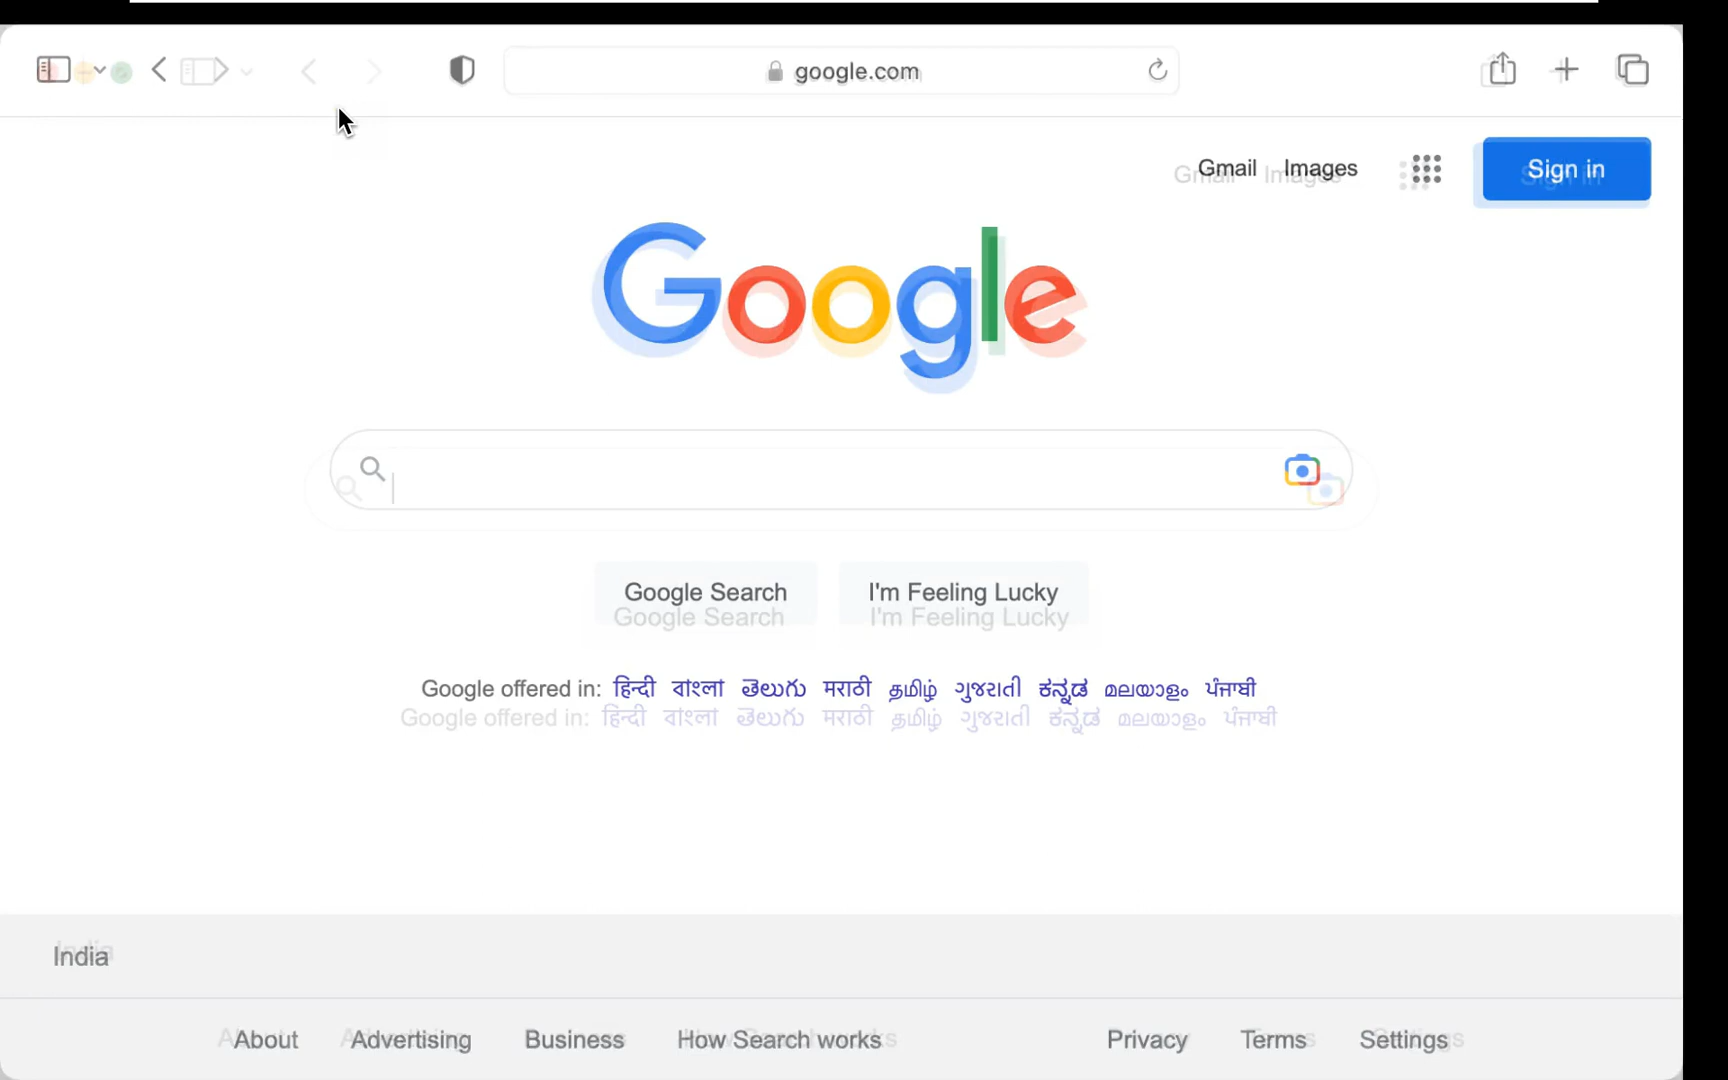 google.com
Gmail Images Sign in
Google
Google Search I'm Feeling Lucky
Google offered in: हिन्दी বাংলা తెలుగు मराठी தமிழ் ગુજરાતી ಕನ್ನಡ മലയാളം ਪੰਜਾਬੀ
India
About Advertising Business How Search works Privacy Terms Settings